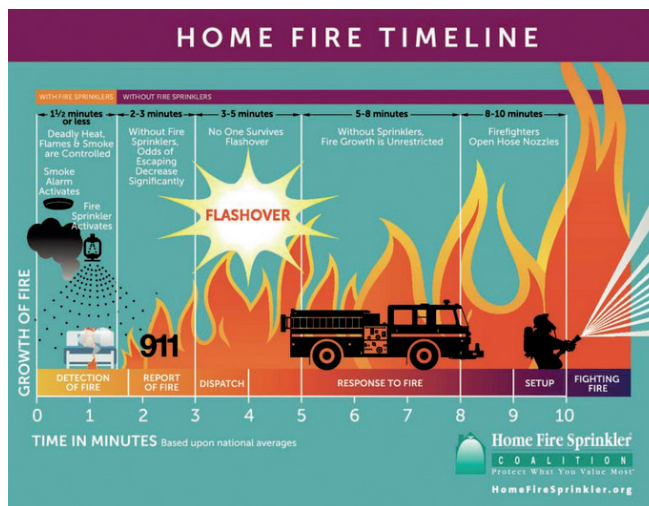 HOME FIRE TIMELINE
WITH FIRE SPRINKLERS
WITHOUT FIRE SPRINKLERS
1½ minutes
or less
Deadly Heat,
Flames & Smoke
are Controlled
Smoke
Alarm
Activates
Fire
Sprinkler
Activates
2-3 minutes
Without Fire
Sprinklers,
Odds of
Escaping
Decrease
Significantly
3-5 minutes
No One Survives
Flashover
FLASHOVER
5-8 minutes
Without Sprinklers,
Fire Growth is Unrestricted
8-10 minutes
Firefighters
Open Hose Nozzles
911
GROWTH OF FIRE
DETECTION
OF FIRE
REPORT
OF FIRE
DISPATCH
RESPONSE TO FIRE
SETUP
FIGHTING
FIRE
0 1 2 3 4 5 6 7 8 9 10
TIME IN MINUTES Based upon national averages
Home Fire Sprinkler®
COALITION
Protect What You Value Most®
HomeFireSprinkler.org